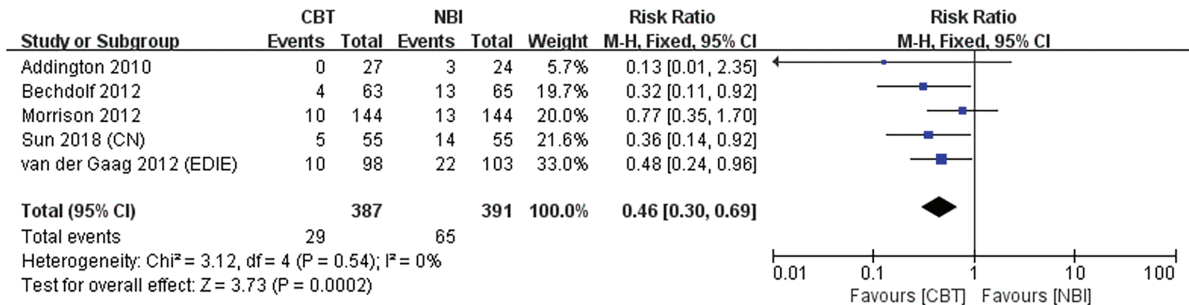 CBT NBI Risk Ratio Risk Ratio
Study or Subgroup Events Total Events Total Weight M-H, Fixed, 95% CI M-H, Fixed, 95% CI
Addington 2010 0 27 3 24 5.7% 0.13 [0.01, 2.35]
Bechdolf 2012 4 63 13 65 19.7% 0.32 [0.11, 0.92]
Morrison 2012 10 144 13 144 20.0% 0.77 [0.35, 1.70]
Sun 2018 (CN) 5 55 14 55 21.6% 0.36 [0.14, 0.92]
van der Gaag 2012 (EDIE) 10 98 22 103 33.0% 0.48 [0.24, 0.96]
Total (95% CI) 387 391 100.0% 0.46 [0.30, 0.69]
Total events 29 65
Heterogeneity: Chi² = 3.12, df = 4 (P = 0.54); I² = 0%
Test for overall effect: Z = 3.73 (P = 0.0002)
0.01 0.1 1 10 100
Favours [CBT] Favours [NBI]